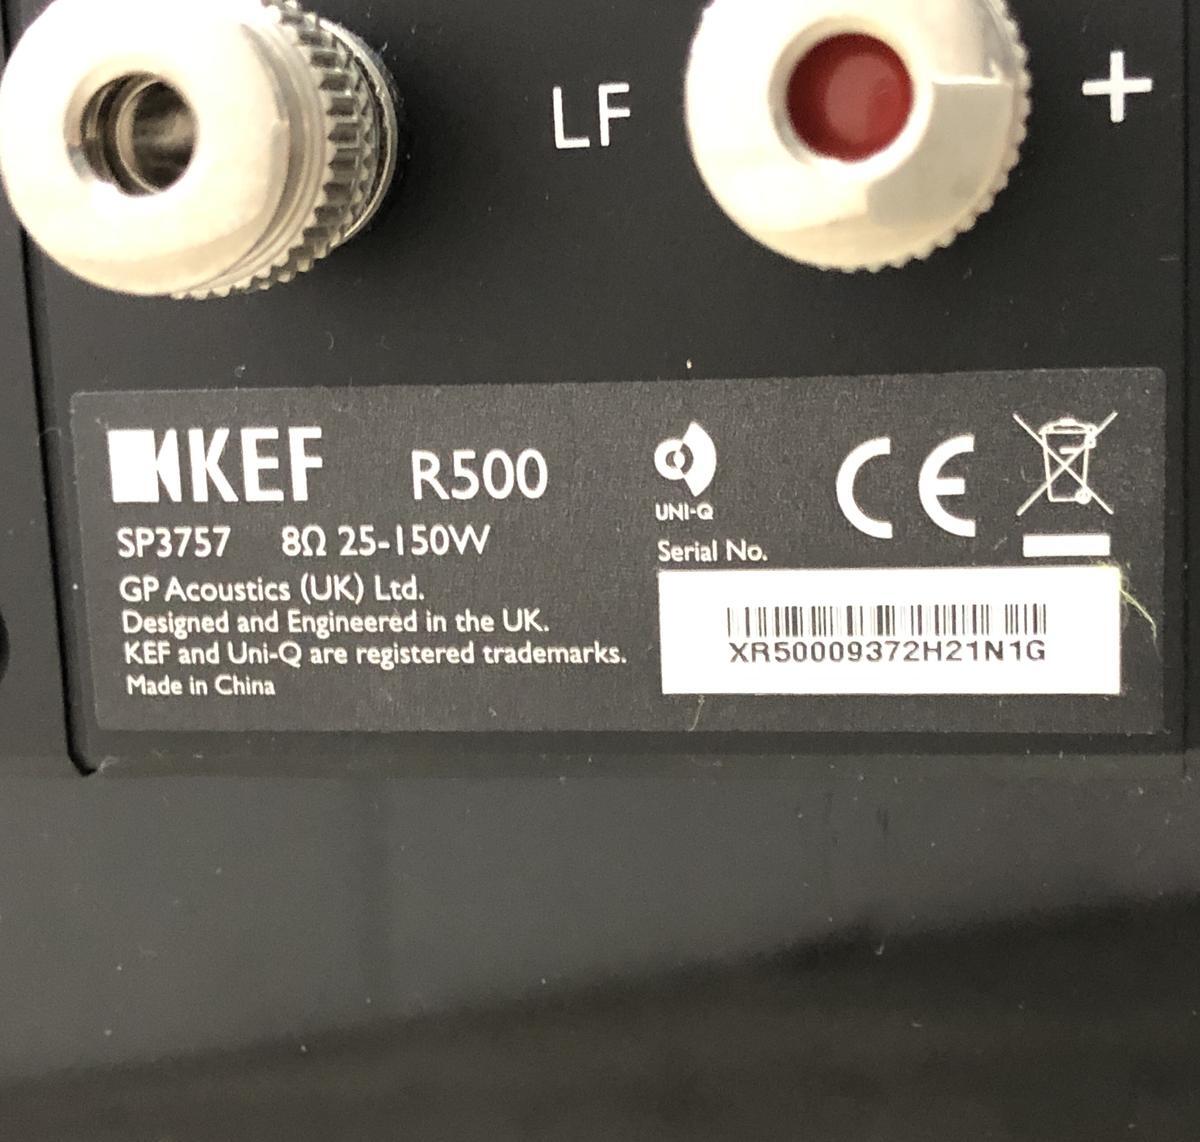 LF
+
KEF R500
UNI-Q
CE
SP3757 8Ω 25-150W
Serial No.
GP Acoustics (UK) Ltd.
Designed and Engineered in the UK.
KEF and Uni-Q are registered trademarks.
Made in China
XR50009372H21N1G